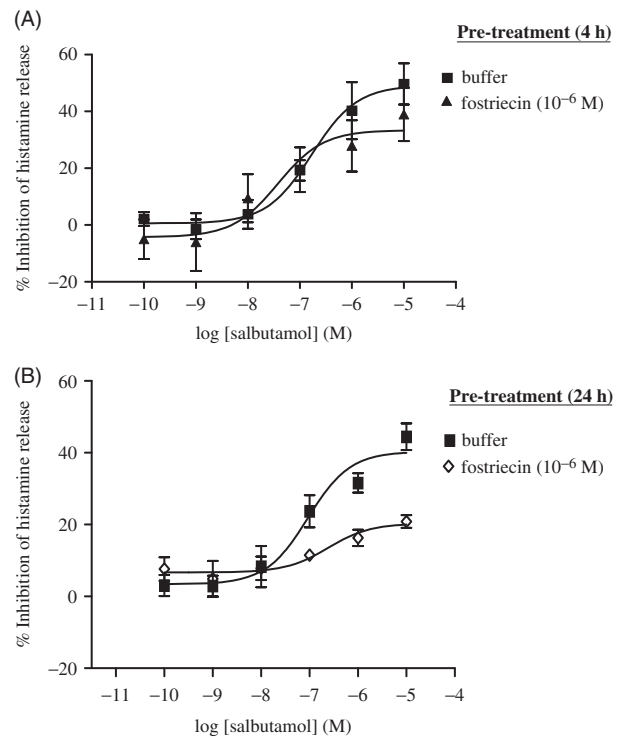 (A)
Pre-treatment (4 h)
buffer
fostriecin (10⁻⁶ M)
% Inhibition of histamine release
60
40
20
0
−20
−11 −10 −9 −8 −7 −6 −5 −4
log [salbutamol] (M)
(B)
Pre-treatment (24 h)
buffer
fostriecin (10⁻⁶ M)
% Inhibition of histamine release
60
40
20
0
−20
−11 −10 −9 −8 −7 −6 −5 −4
log [salbutamol] (M)